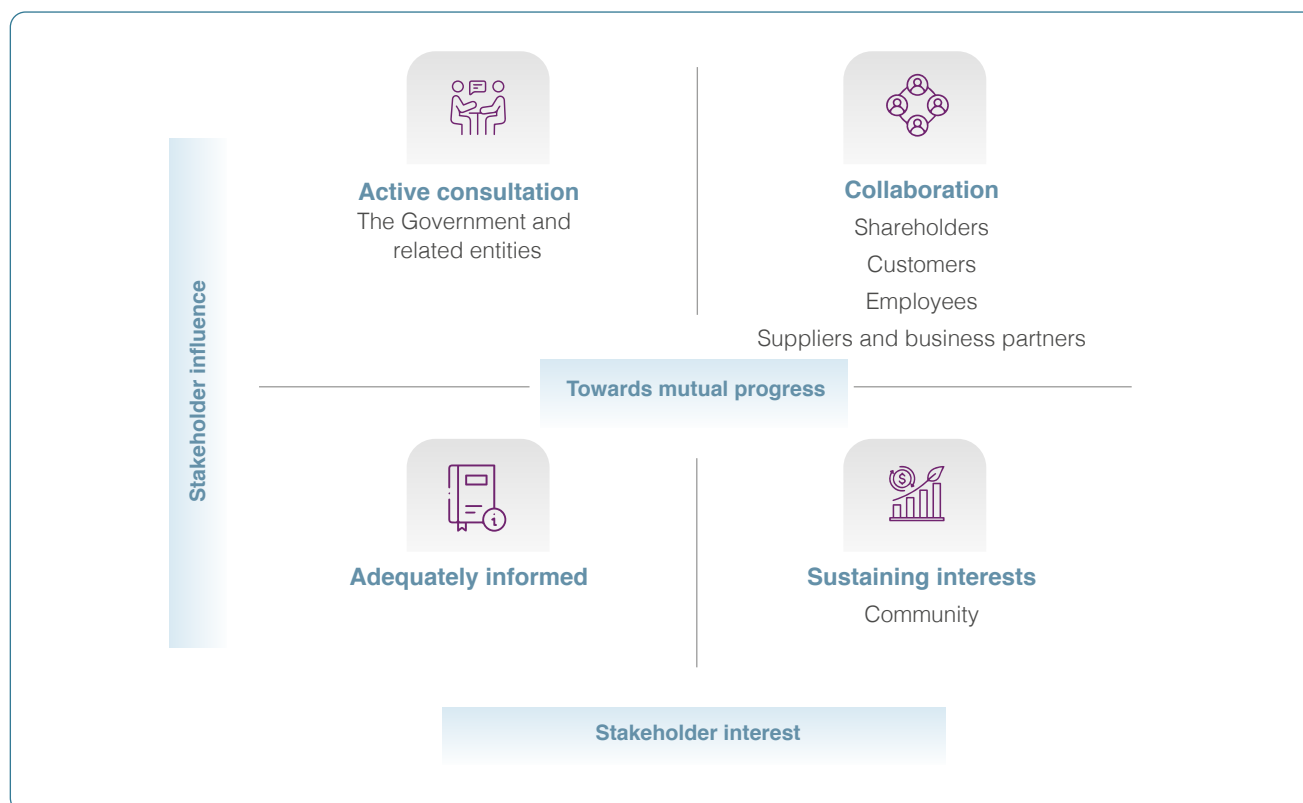 Active consultation
The Government and
related entities
Collaboration
Shareholders
Customers
Employees
Suppliers and business partners
Stakeholder influence
Towards mutual progress
Adequately informed
Sustaining interests
Community
Stakeholder interest